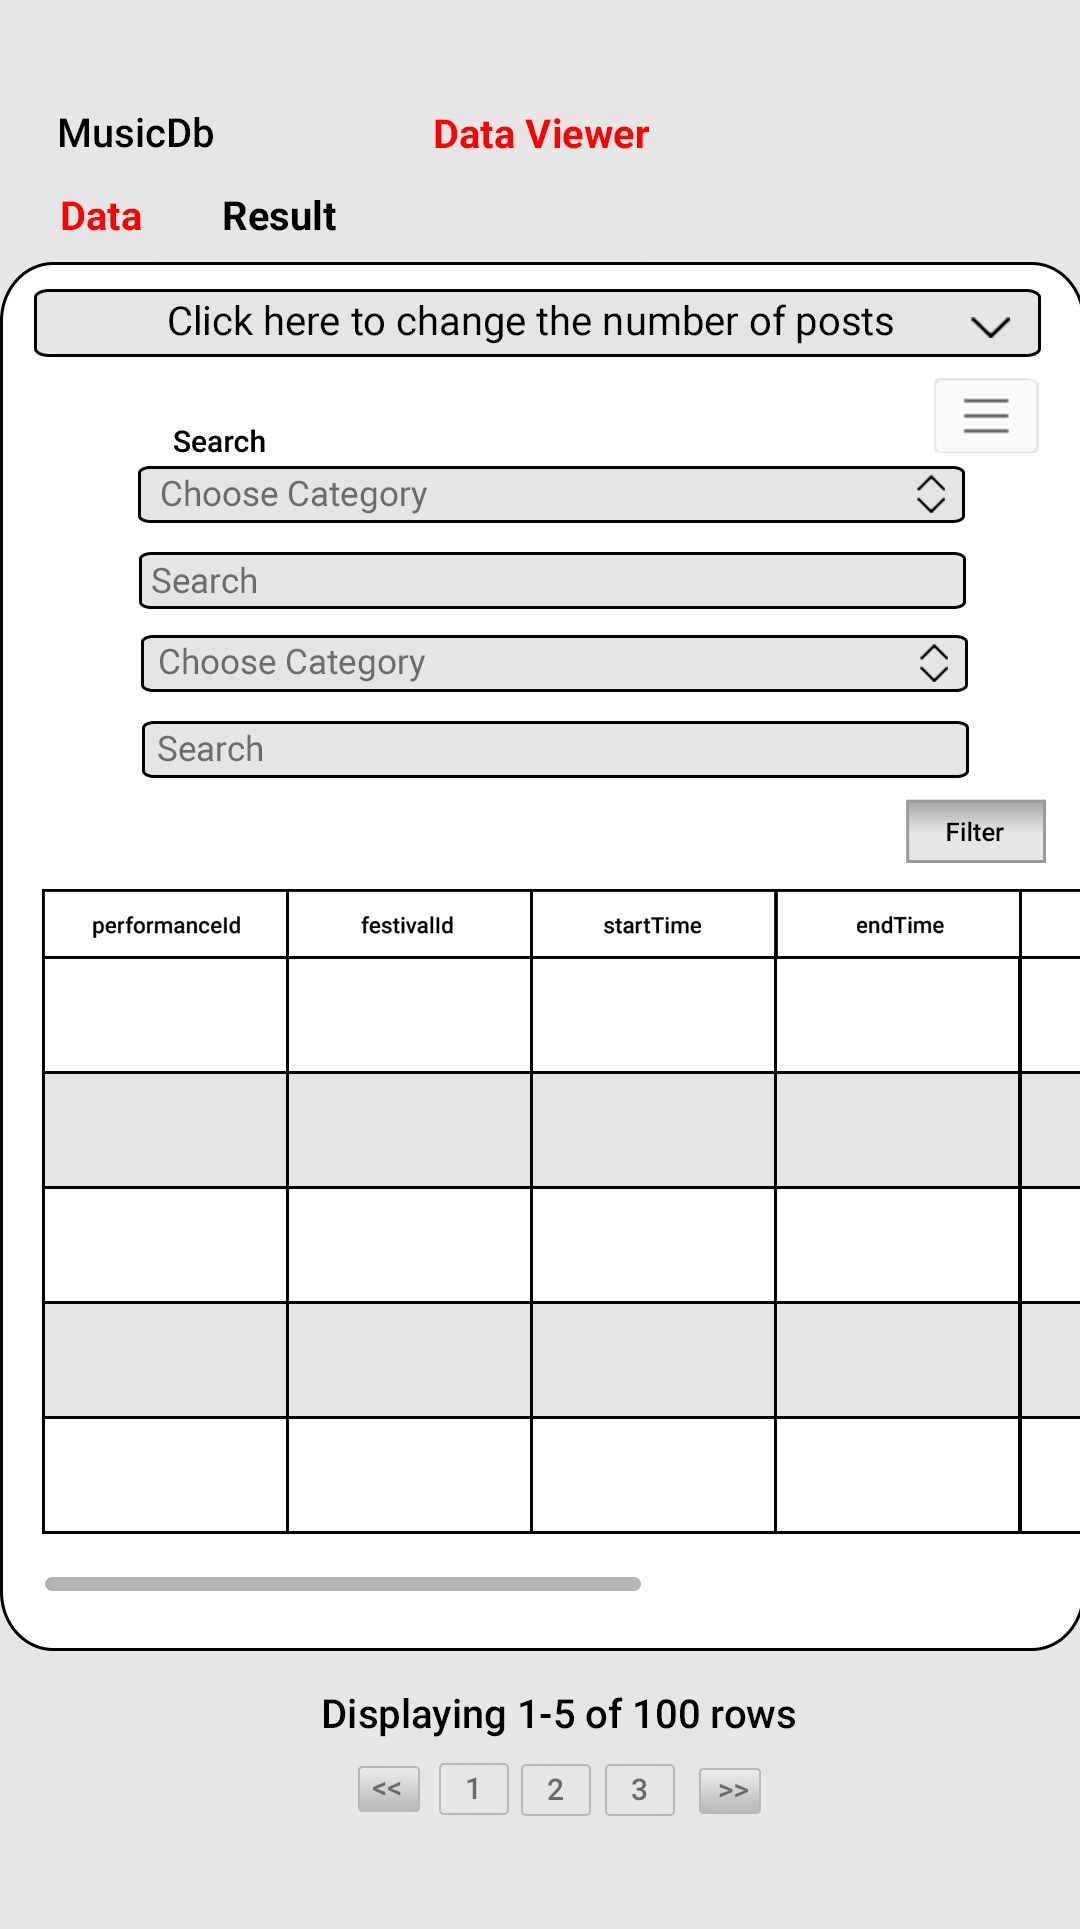 MusicDb Data Viewer
Data Result
Click here to change the number of posts
Search
Choose Category
Search
Choose Category
Search
Filter
performanceId festivalId startTime endTime
Displaying 1-5 of 100 rows
<< 1 2 3 >>